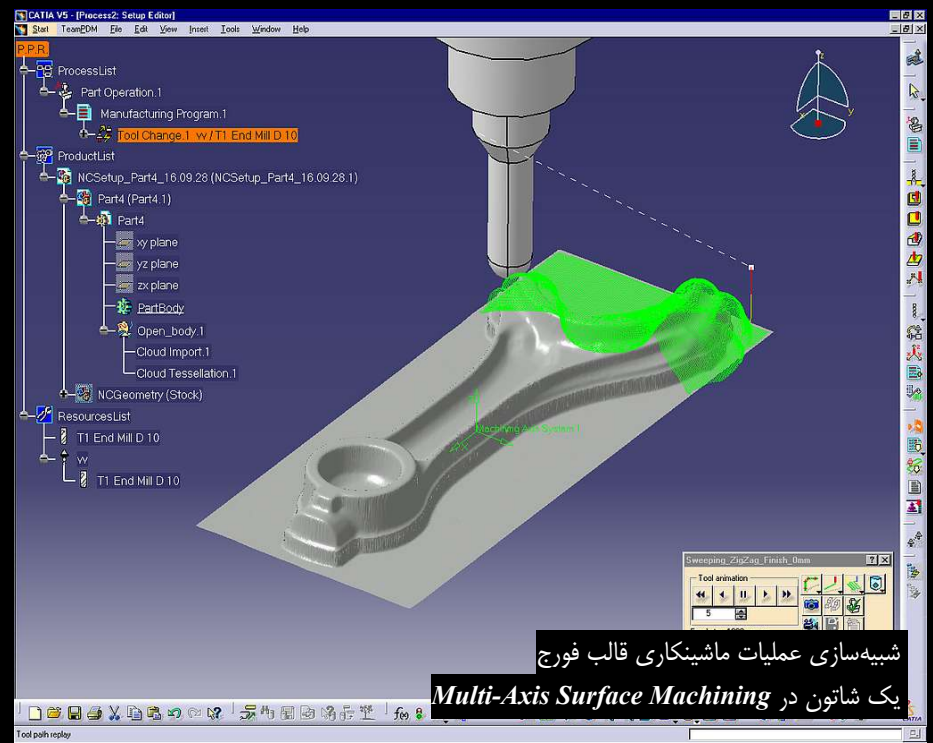 CATIA V5 - [Process2: Setup Editor]
Start TeamPDM File Edit View Insert Tools Window Help
P.P.R.
ProcessList
Part Operation.1
Manufacturing Program.1
Tool Change.1 vv / T1 End Mill D 10
ProductList
NCSetup_Part4_16.09.28 (NCSetup_Part4_16.09.28.1)
Part4 (Part4.1)
Part4
xy plane
yz plane
zx plane
PartBody
Open_body.1
Cloud Import.1
Cloud Tessellation.1
NCGeometry (Stock)
ResourcesList
T1 End Mill D 10
vv
T1 End Mill D 10
z
x
y
Machining Axis System.1
Sweeping_ZigZag_Finish_0mm
Tool animation
5
شبیه‌سازی عملیات ماشینکاری قالب فورج
یک شاتون در Multi-Axis Surface Machining
f(x)
CATIA
Tool path replay